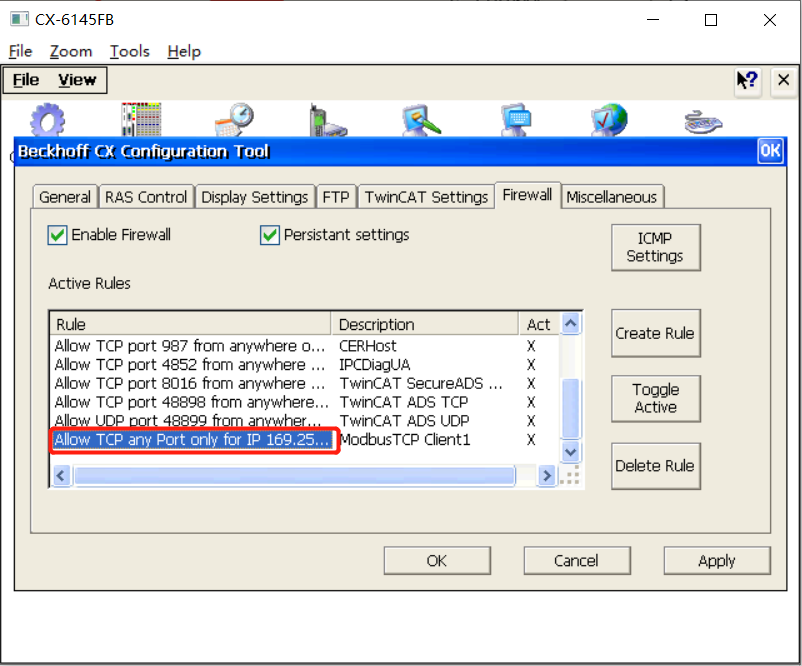 CX-6145FB
File Zoom Tools Help
File View
Beckhoff CX Configuration Tool OK
General RAS Control Display Settings FTP TwinCAT Settings Firewall Miscellaneous
Enable Firewall Persistant settings
ICMP
Settings
Active Rules
Rule Description Act
Allow TCP port 987 from anywhere o... CERHost X
Allow TCP port 4852 from anywhere ... IPCDiagUA X
Allow TCP port 8016 from anywhere ... TwinCAT SecureADS ... X
Allow TCP port 48898 from anywhere... TwinCAT ADS TCP X
Allow UDP port 48899 from anywher... TwinCAT ADS UDP X
Allow TCP any Port only for IP 169.25... ModbusTCP Client1 X
Create Rule
Toggle
Active
Delete Rule
OK Cancel Apply